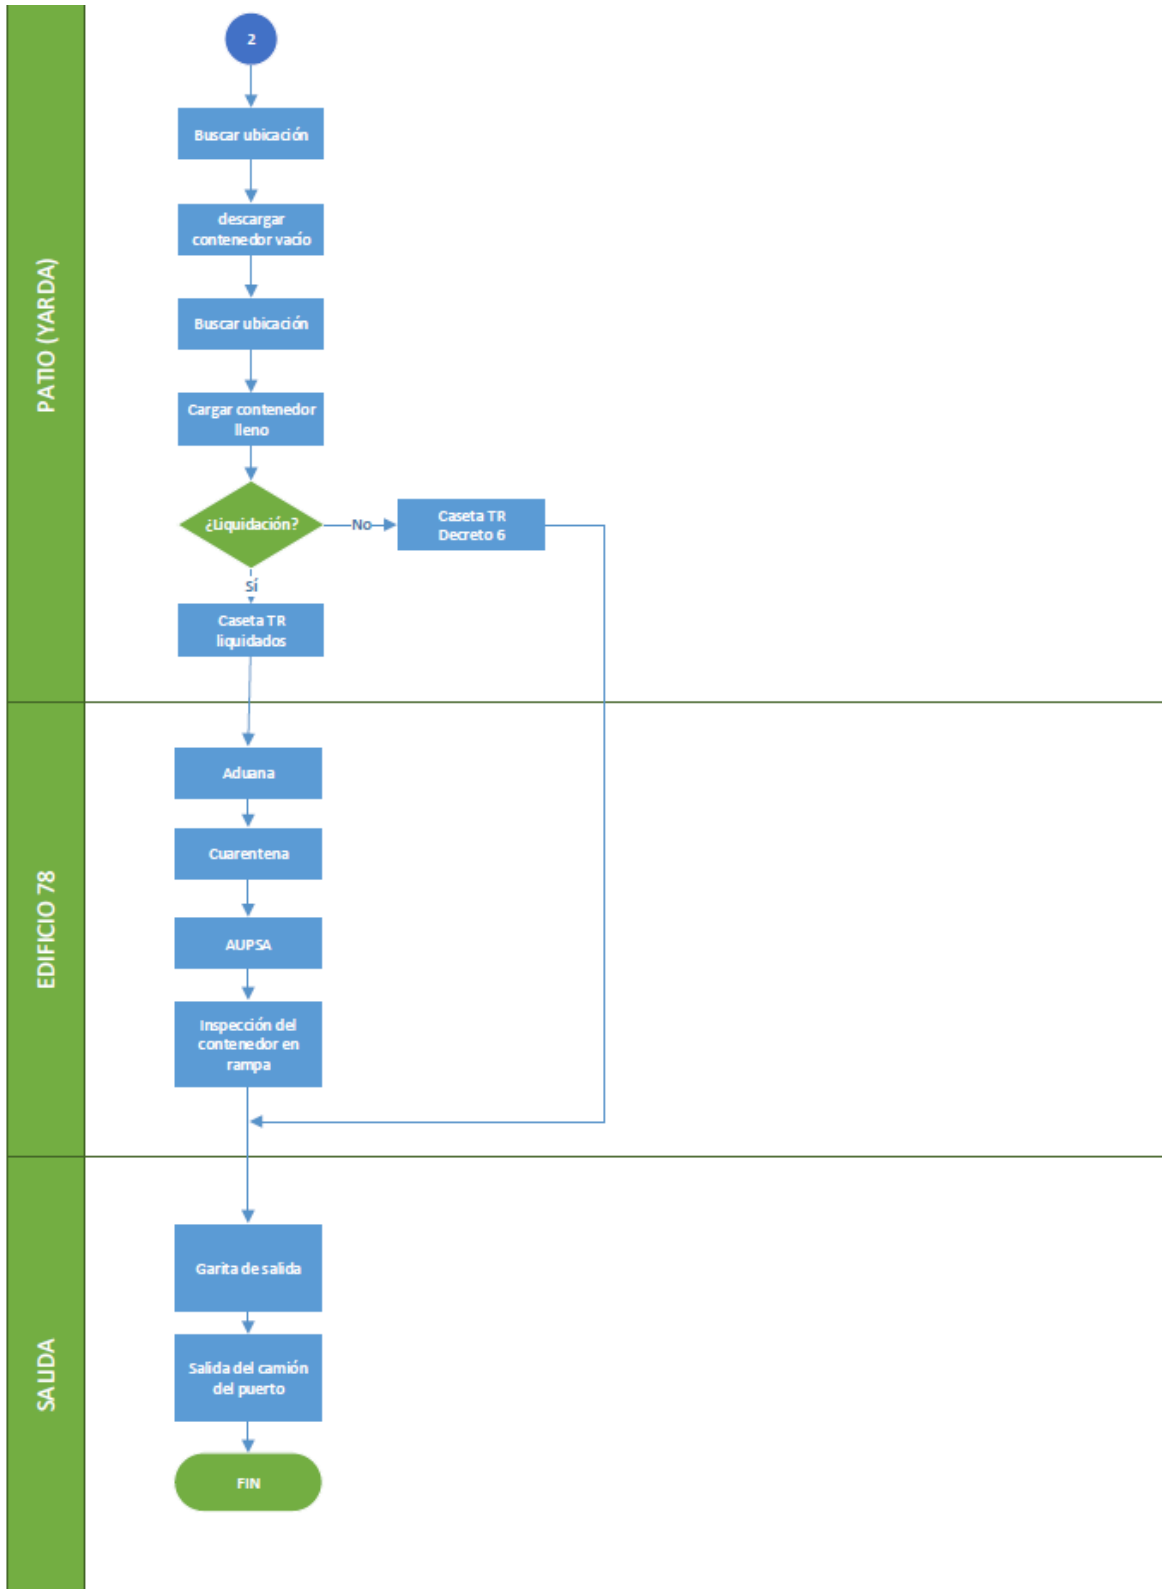 PATIO (YARDA)
2
Buscar ubicación
descargar
contenedor vacío
Buscar ubicación
Cargar contenedor
lleno
¿Liquidación?
No
Caseta TR
Decreto 6
Sí
Caseta TR
liquidados
EDIFICIO 78
Aduana
Cuarentena
AUPSA
Inspección del
contenedor en
rampa
SALIDA
Garita de salida
Salida del camión
del puerto
FIN